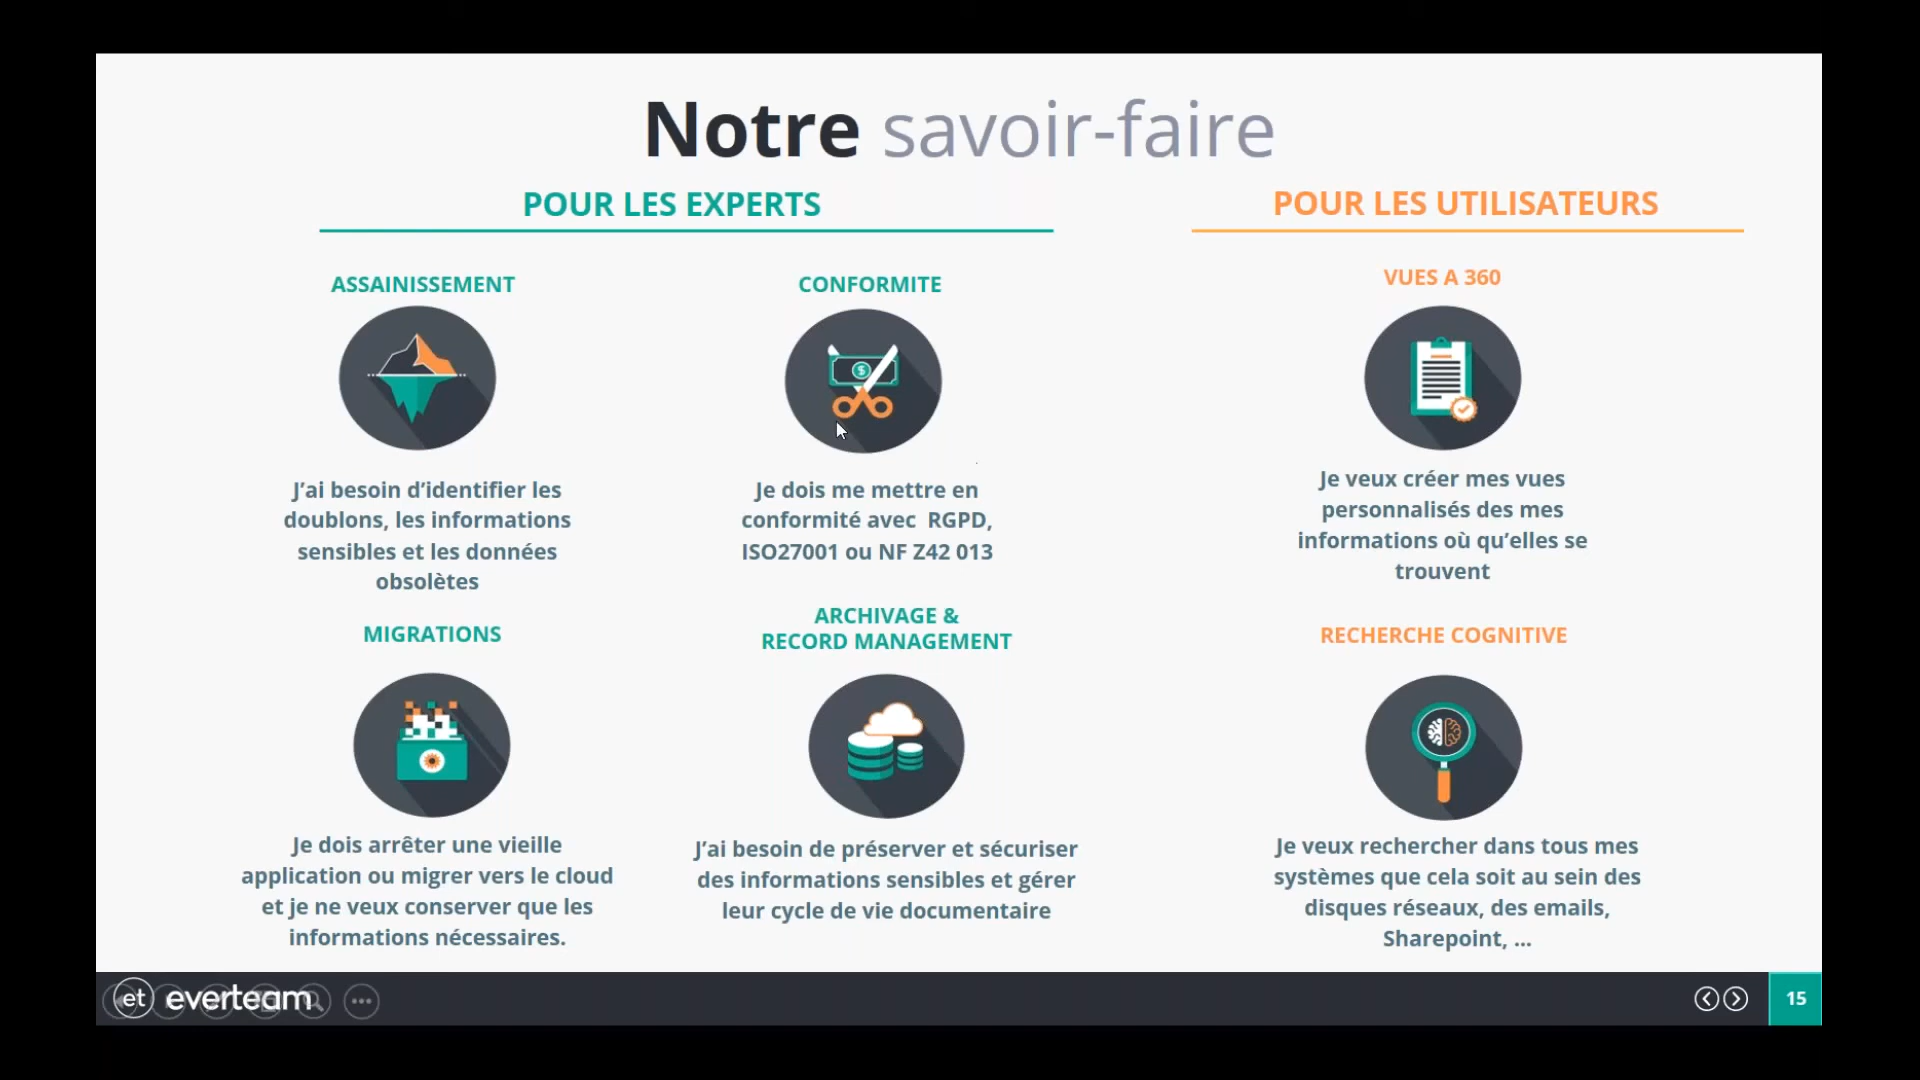 Notre savoir-faire
POUR LES EXPERTS
ASSAINISSEMENT
J’ai besoin d’identifier les
doublons, les informations
sensibles et les données
obsolètes
CONFORMITE
$
Je dois me mettre en
conformité avec RGPD,
ISO27001 ou NF Z42 013
MIGRATIONS
Je dois arrêter une vieille
application ou migrer vers le cloud
et je ne veux conserver que les
informations nécessaires.
ARCHIVAGE &
RECORD MANAGEMENT
J’ai besoin de préserver et sécuriser
des informations sensibles et gérer
leur cycle de vie documentaire
POUR LES UTILISATEURS
VUES A 360
Je veux créer mes vues
personnalisés des mes
informations où qu’elles se
trouvent
RECHERCHE COGNITIVE
Je veux rechercher dans tous mes
systèmes que cela soit au sein des
disques réseaux, des emails,
Sharepoint, ...
et everteam
15